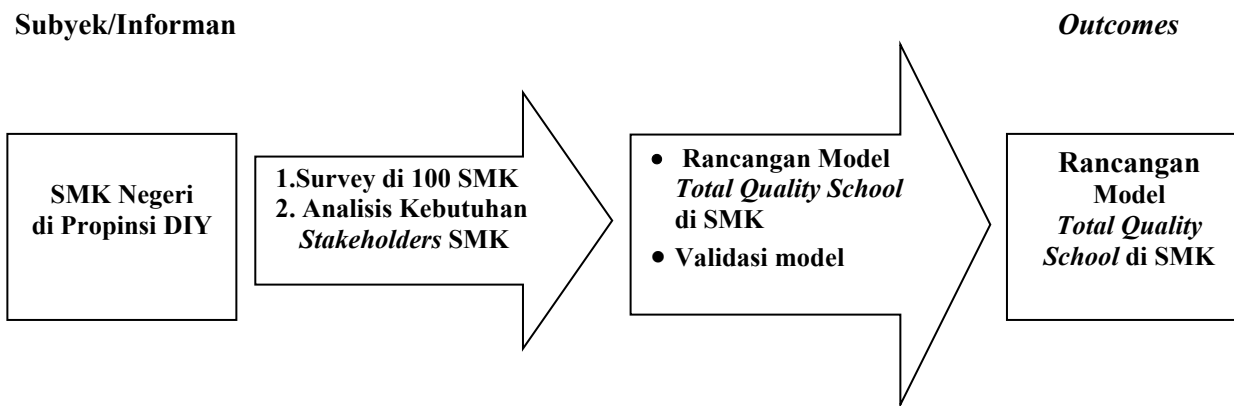 Subyek/Informan
Outcomes
SMK Negeri
di Propinsi DIY
1.Survey di 100 SMK
2. Analisis Kebutuhan
Stakeholders SMK
• Rancangan Model
Total Quality School
di SMK
• Validasi model
Rancangan
Model
Total Quality
School di SMK